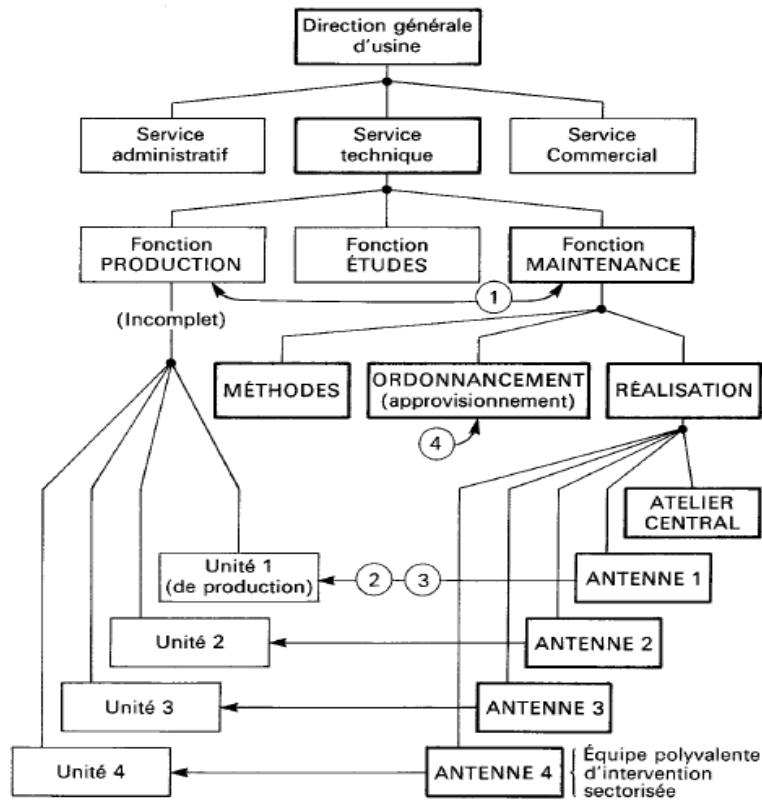 Direction générale
d'usine
Service
administratif
Service
technique
Service
Commercial
Fonction
PRODUCTION
Fonction
ÉTUDES
Fonction
MAINTENANCE
1
(Incomplet)
MÉTHODES
ORDONNANCEMENT
(approvisionnement)
RÉALISATION
4
ATELIER
CENTRAL
Unité 1
(de production)
2
3
ANTENNE 1
Unité 2
ANTENNE 2
Unité 3
ANTENNE 3
Unité 4
ANTENNE 4
Équipe polyvalente
d'intervention
sectorisée